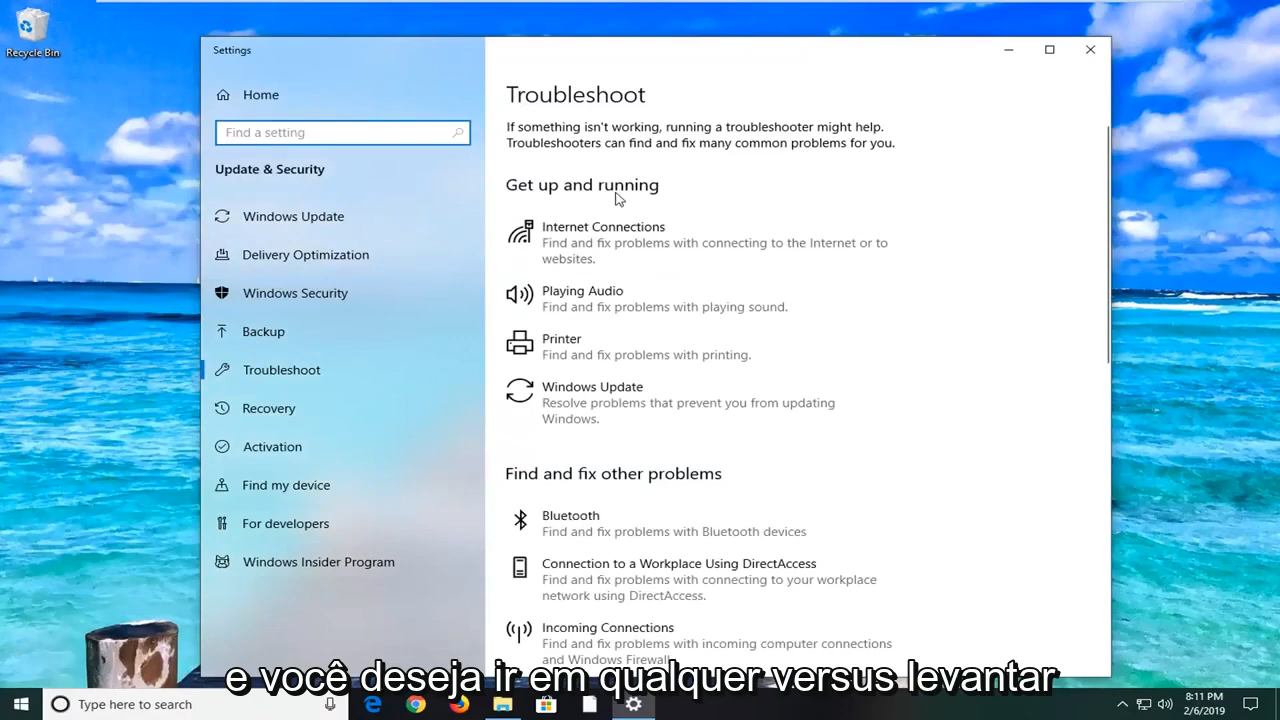 Recycle Bin
Settings
Home
Find a setting
Update & Security
Windows Update
Delivery Optimization
Windows Security
Backup
Troubleshoot
Recovery
Activation
Find my device
For developers
Windows Insider Program
Troubleshoot
If something isn't working, running a troubleshooter might help.
Troubleshooters can find and fix many common problems for you.
Get up and running
Internet Connections
Find and fix problems with connecting to the Internet or to
websites.
Playing Audio
Find and fix problems with playing sound.
Printer
Find and fix problems with printing.
Windows Update
Resolve problems that prevent you from updating
Windows.
Find and fix other problems
Bluetooth
Find and fix problems with Bluetooth devices
Connection to a Workplace Using DirectAccess
Find and fix problems with connecting to your workplace
network using DirectAccess.
Incoming Connections
Find and fix problems with incoming computer connections
and Windows Firewall.
e você deseja ir em qualquer versus levantar
Type here to search
8:11 PM
2/6/2019